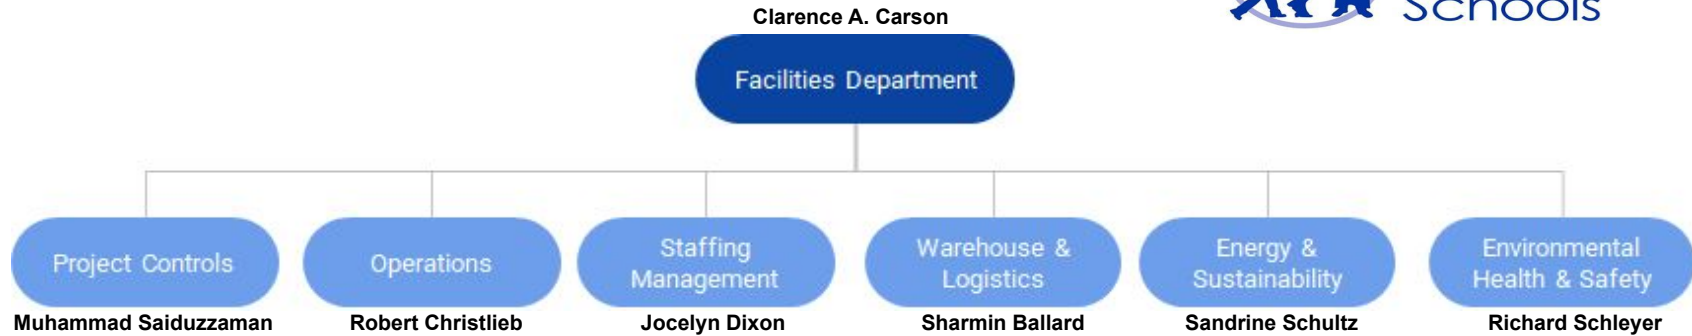 Schools
Clarence A. Carson
Facilities Department
Project Controls
Operations
Staffing
Management
Warehouse &
Logistics
Energy &
Sustainability
Environmental
Health & Safety
Muhammad Saiduzzaman
Robert Christlieb
Jocelyn Dixon
Sharmin Ballard
Sandrine Schultz
Richard Schleyer